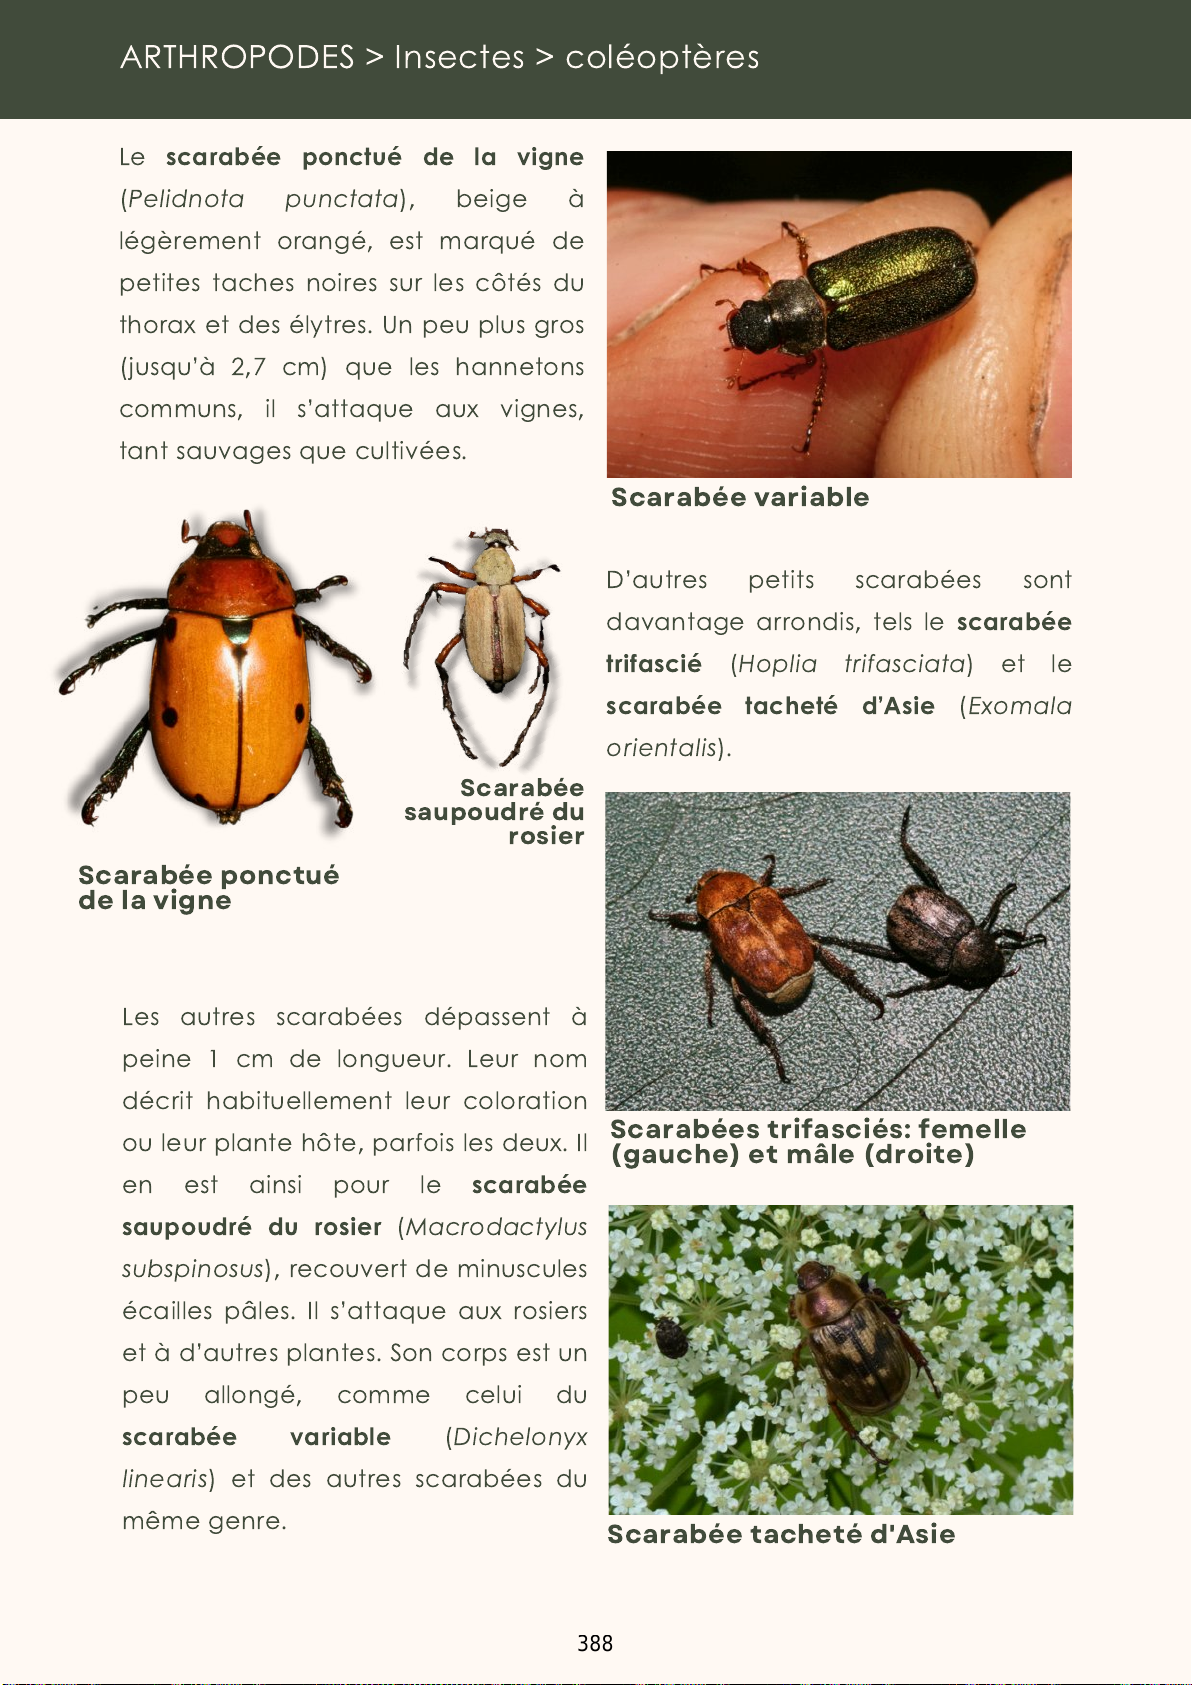 ARTHROPODES > Insectes > coléoptères
Le scarabée ponctué de la vigne
(Pelidnota punctata), beige à
légèrement orangé, est marqué de
petites taches noires sur les côtés du
thorax et des élytres. Un peu plus gros
(jusqu'à 2,7 cm) que les hannetons
communs, il s'attaque aux vignes,
tant sauvages que cultivées.
Scarabée
saupoudré du
rosier
Scarabée ponctué
de la vigne
Les autres scarabées dépassent à
peine 1 cm de longueur. Leur nom
décrit habituellement leur coloration
ou leur plante hôte, parfois les deux. Il
en est ainsi pour le scarabée
saupoudré du rosier (Macrodactylus
subspinosus), recouvert de minuscules
écailles pâles. Il s'attaque aux rosiers
et à d'autres plantes. Son corps est un
peu allongé, comme celui du
scarabée variable (Dichelonyx
linearis) et des autres scarabées du
même genre.
Scarabée variable
D'autres petits scarabées sont
davantage arrondis, tels le scarabée
trifascié (Hoplia trifasciata) et le
scarabée tacheté d'Asie (Exomala
orientalis).
Scarabées trifasciés: femelle
(gauche) et mâle (droite)
Scarabée tacheté d'Asie
388